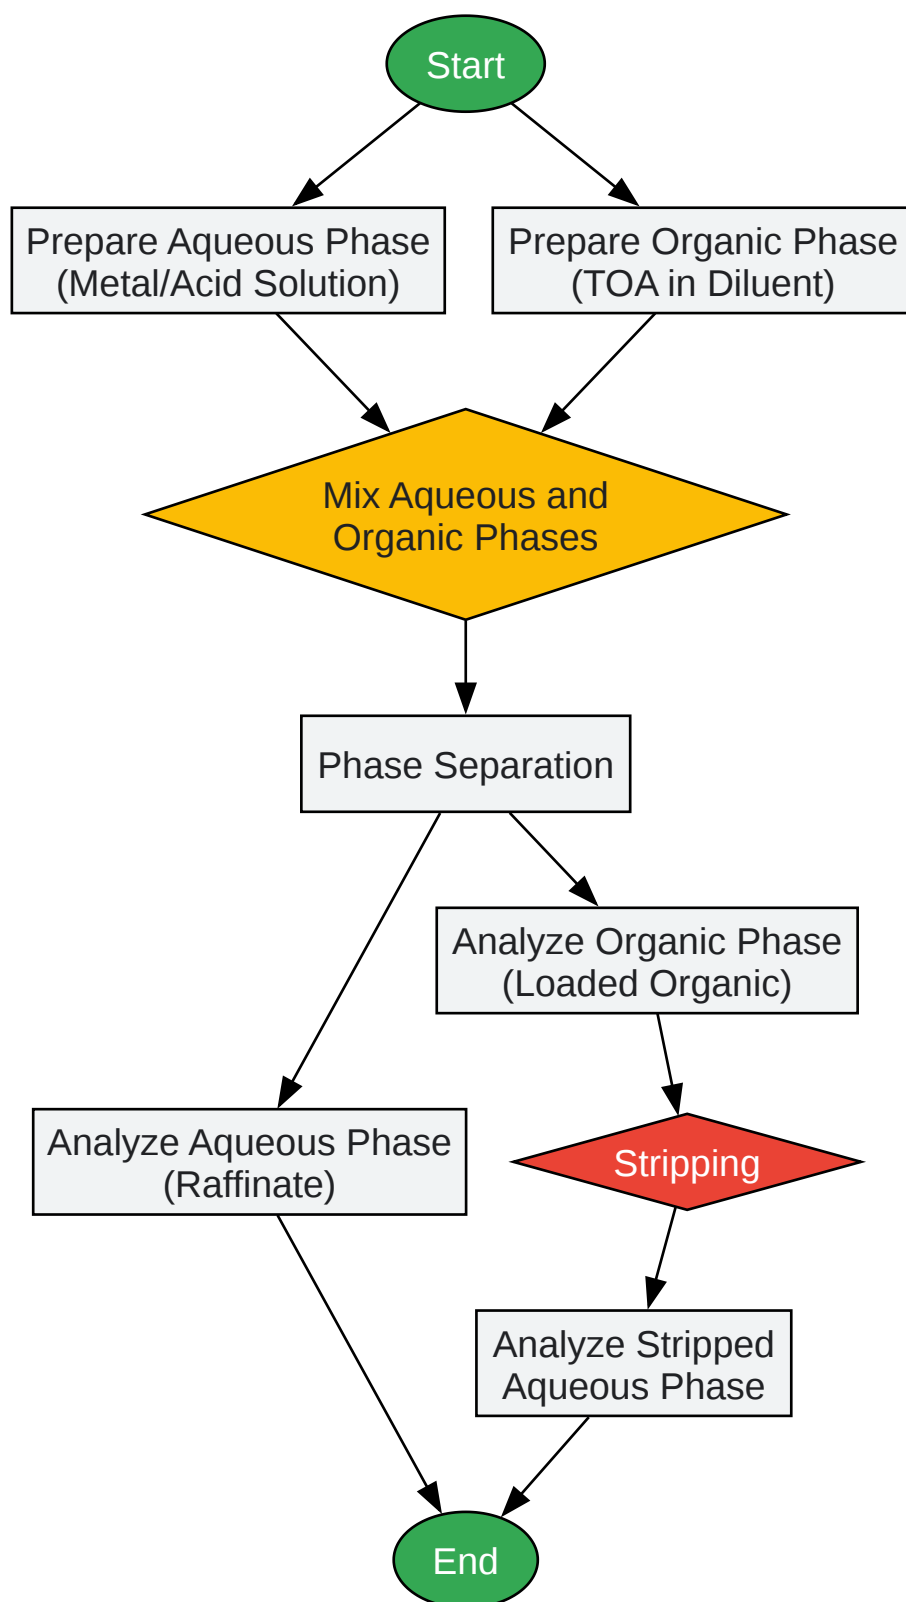 Start
Prepare Aqueous Phase
(Metal/Acid Solution)
Prepare Organic Phase
(TOA in Diluent)
Mix Aqueous and
Organic Phases
Phase Separation
Analyze Organic Phase
(Loaded Organic)
Analyze Aqueous Phase
(Raffinate)
Stripping
Analyze Stripped
Aqueous Phase
End